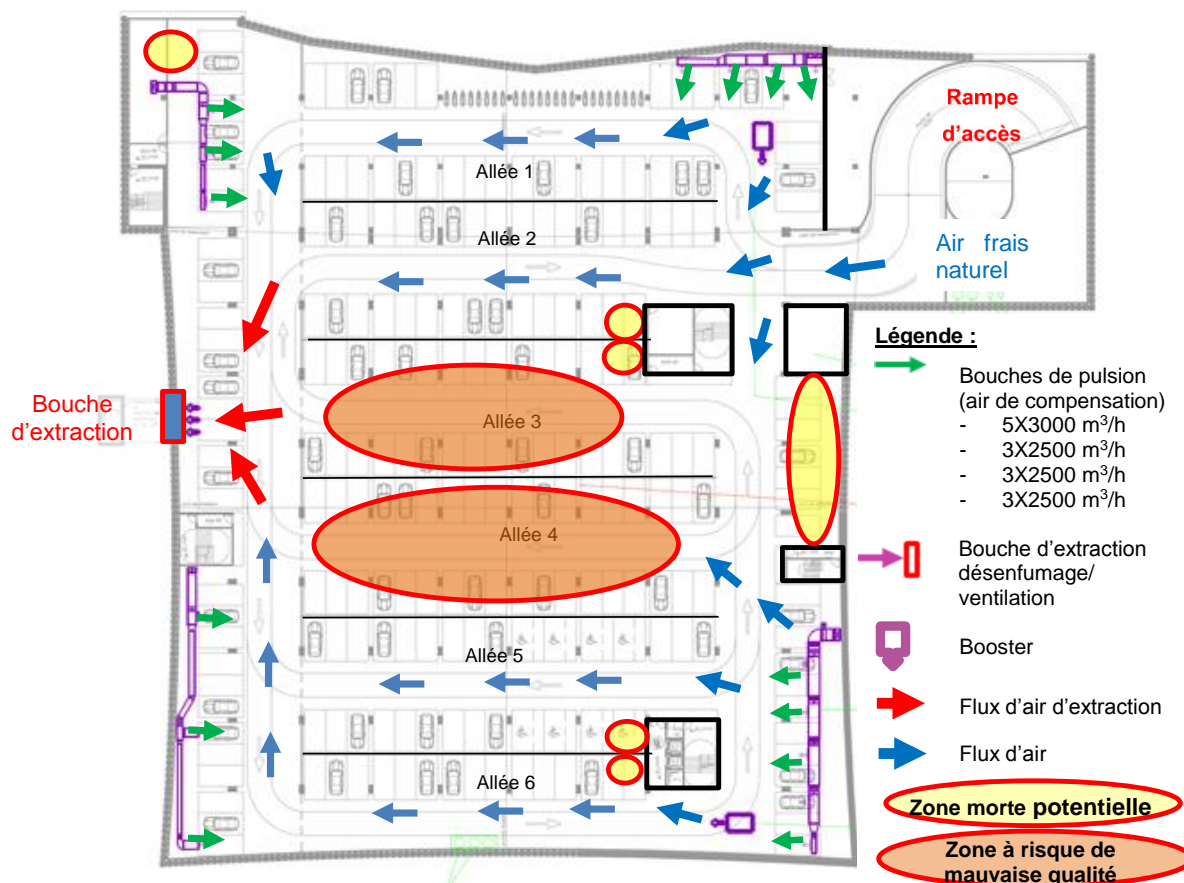 Rampe
d'accès
Allée 1
Allée 2
Air frais
naturel
Légende :
Bouches de pulsion
(air de compensation)
- 5X3000 m³/h
- 3X2500 m³/h
- 3X2500 m³/h
- 3X2500 m³/h
Bouche
d'extraction
Allée 3
Allée 4
Bouche d'extraction
désenfumage/
ventilation
Booster
Allée 5
Flux d'air d'extraction
Flux d'air
Allée 6
Zone morte potentielle
Zone à risque de
mauvaise qualité